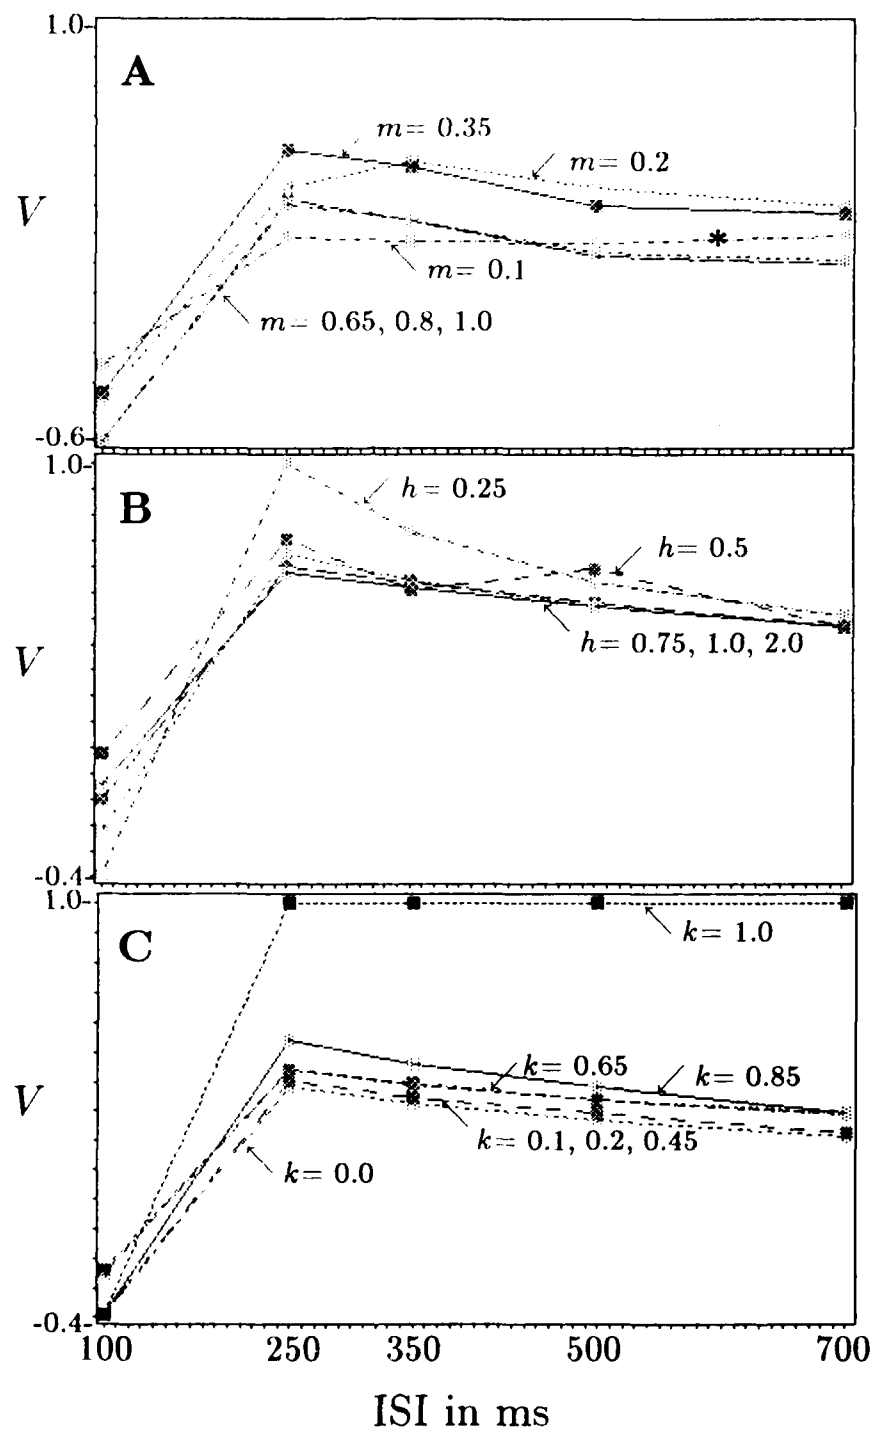 1.0
A
m= 0.35
m= 0.2
V
*
m= 0.1
m= 0.65, 0.8, 1.0
-0.6
1.0
B
h= 0.25
h= 0.5
V
h= 0.75, 1.0, 2.0
-0.4
1.0
C
k= 1.0
k= 0.65
k= 0.85
V
k= 0.1, 0.2, 0.45
k= 0.0
-0.4
100 250 350 500 700
ISI in ms